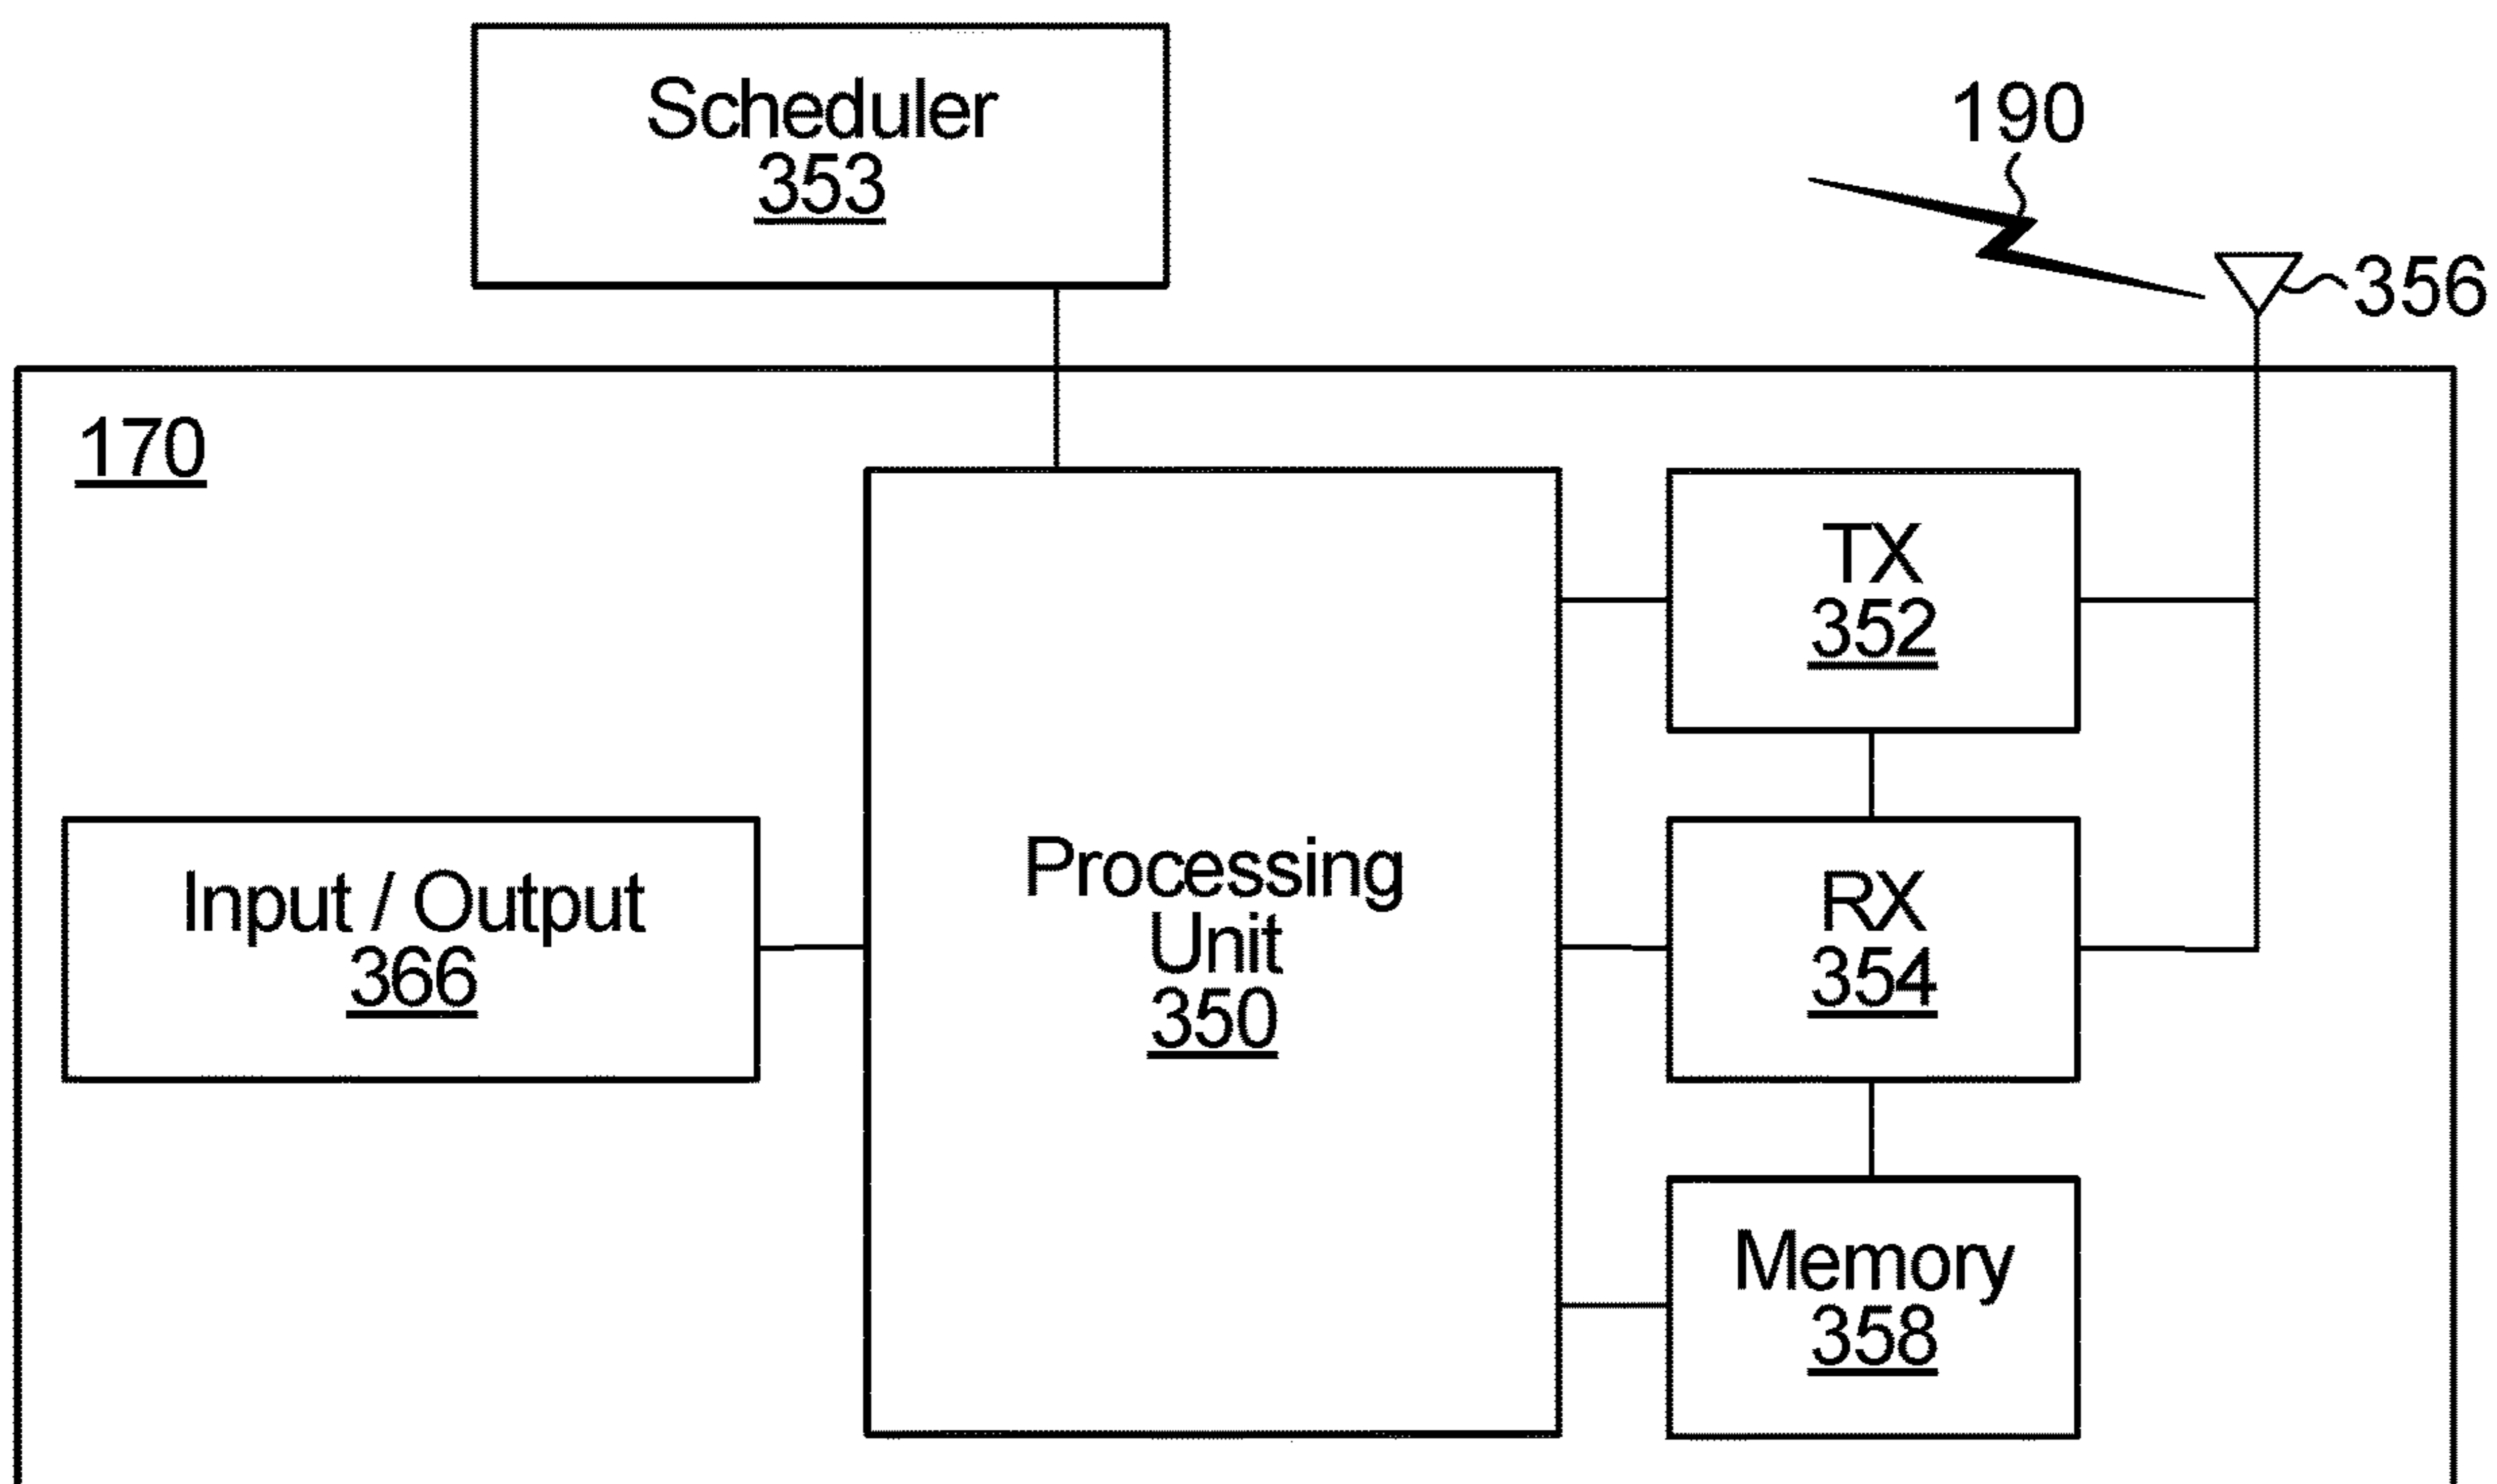 Scheduler
353
190
356
170
TX
352
Input / Output
366
Processing
Unit
350
RX
354
Memory
358